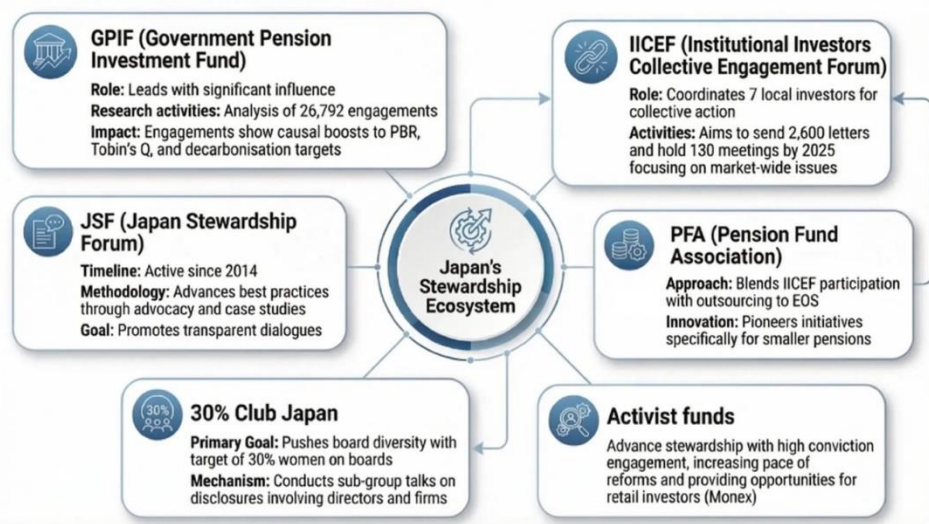 GPIF (Government Pension
Investment Fund)
Role: Leads with significant influence
Research activities: Analysis of 26,792 engagements
Impact: Engagements show causal boosts to PBR,
Tobin's Q, and decarbonisation targets
IICEF (Institutional Investors
Collective Engagement Forum)
Role: Coordinates 7 local investors for
collective action
Activities: Aims to send 2,600 letters
and hold 130 meetings by 2025
focusing on market-wide issues
JSF (Japan Stewardship
Forum)
Timeline: Active since 2014
Methodology: Advances best practices
through advocacy and case studies
Goal: Promotes transparent dialogues
Japan's
Stewardship
Ecosystem
PFA (Pension Fund
Association)
Approach: Blends IICEF participation
with outsourcing to EOS
Innovation: Pioneers initiatives
specifically for smaller pensions
30%
30% Club Japan
Primary Goal: Pushes board diversity with
target of 30% women on boards
Mechanism: Conducts sub-group talks on
disclosures involving directors and firms
Activist funds
Advance stewardship with high conviction
engagement, increasing pace of
reforms and providing opportunities for
retail investors (Monex)